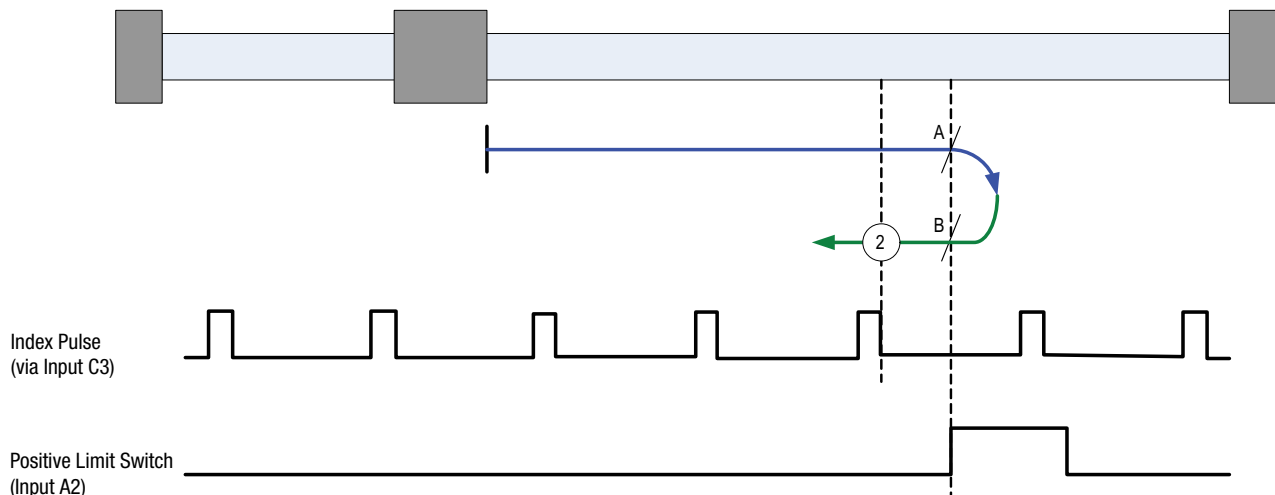 A
B
2
Index Pulse
(via Input C3)
Positive Limit Switch
(Input A2)